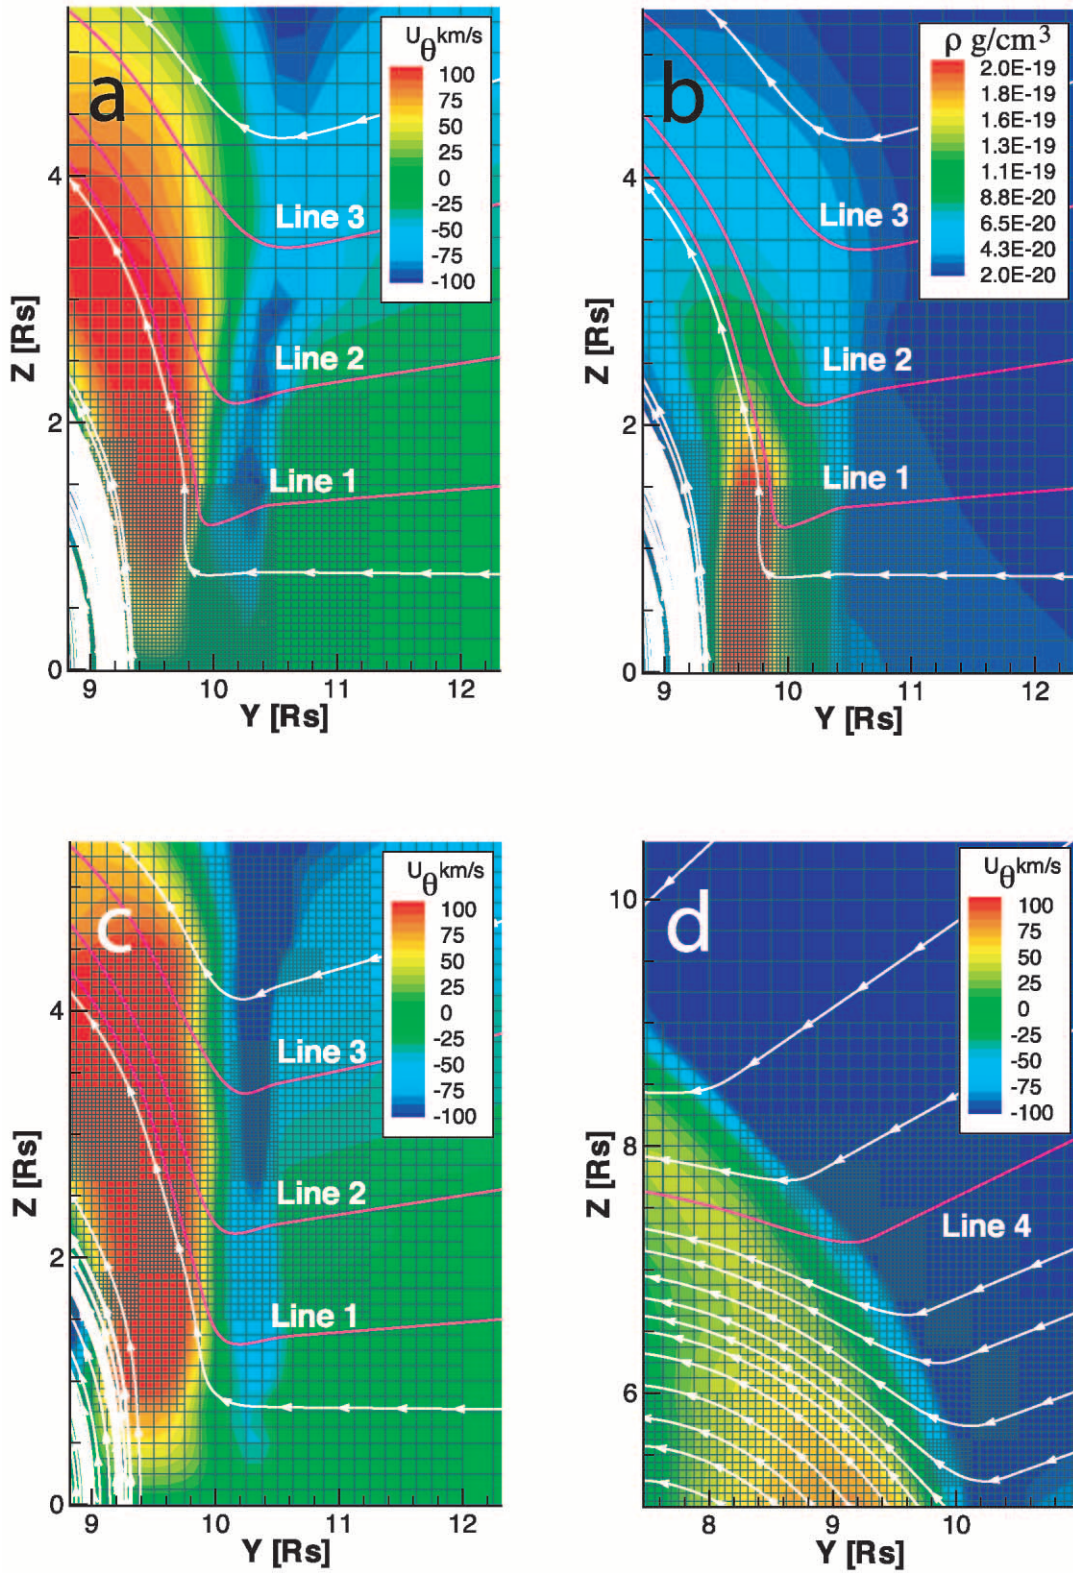 a
U θ km/s
100
75
50
25
0
-25
-50
-75
-100
Line 3
Line 2
Line 1
4
2
0
Z [Rs]
9 10 11 12
Y [Rs]
b
ρ g/cm³
2.0E-19
1.8E-19
1.6E-19
1.3E-19
1.1E-19
8.8E-20
6.5E-20
4.3E-20
2.0E-20
Line 3
Line 2
Line 1
4
2
0
Z [Rs]
9 10 11 12
Y [Rs]
c
U θ km/s
100
75
50
25
0
-25
-50
-75
-100
Line 3
Line 2
Line 1
4
2
0
Z [Rs]
9 10 11 12
Y [Rs]
d
U θ km/s
100
75
50
25
0
-25
-50
-75
-100
Line 4
10
8
6
Z [Rs]
8 9 10
Y [Rs]